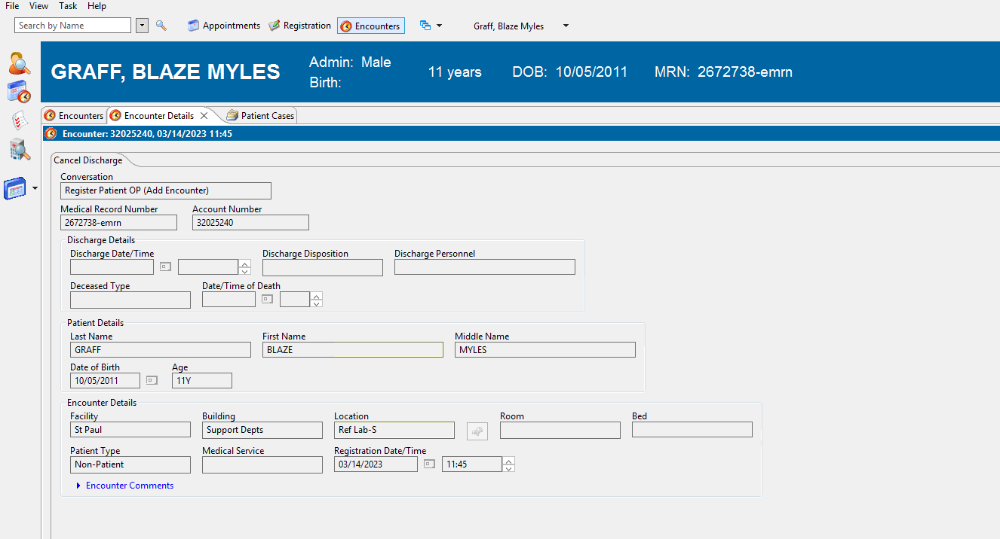 File View Task Help
Search by Name Appointments Registration Encounters Graff, Blaze Myles
GRAFF, BLAZE MYLES Admin: Male 11 years DOB: 10/05/2011 MRN: 2672738-emrn
Birth:
Encounters Encounter Details Patient Cases
Encounter: 32025240, 03/14/2023 11:45
Cancel Discharge
Conversation
Register Patient OP (Add Encounter)
Medical Record Number Account Number
2672738-emrn 32025240
Discharge Details
Discharge Date/Time Discharge Disposition Discharge Personnel
Deceased Type Date/Time of Death
Patient Details
Last Name First Name Middle Name
GRAFF BLAZE MYLES
Date of Birth Age
10/05/2011 11Y
Encounter Details
Facility Building Location Room Bed
St Paul Support Depts Ref Lab-S
Patient Type Medical Service Registration Date/Time
Non-Patient 03/14/2023 11:45
Encounter Comments